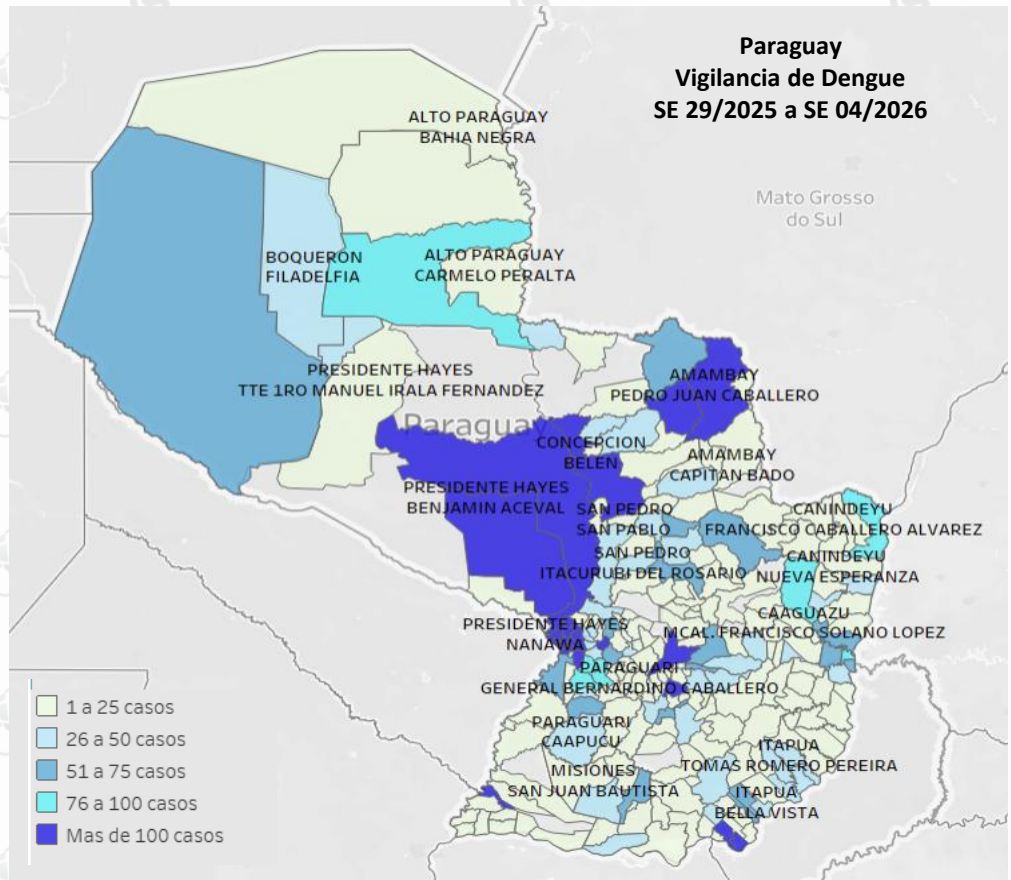 Paraguay
Vigilancia de Dengue
SE 29/2025 a SE 04/2026
ALTO PARAGUAY
BAHIA NEGRA
Mato Grosso
do Sul
BOQUERON
FILADELFIA
ALTO PARAGUAY
CARMELO PERALTA
PRESIDENTE HAYES
TTE 1RO MANUEL IRALA FERNANDEZ
AMAMBAY
PEDRO JUAN CABALLERO
Paraguay
CONCEPCION
BELEN
AMAMBAY
CAPITAN BADO
PRESIDENTE HAYES
BENJAMIN ACEVAL
SAN PEDRO
SAN PABLO
CANINDEYU
FRANCISCO CABALLERO ALVAREZ
SAN PEDRO
ITACURUBI DEL ROSARIO
CANINDEYU
NUEVA ESPERANZA
CAAGUAZU
MCAL. FRANCISCO SOLANO LOPEZ
PRESIDENTE HAYES
NANAWA
PARAGUARI
GENERAL BERNARDINO CABALLERO
PARAGUARI
CAAPUCU
ITAPUA
TOMAS ROMERO PEREIRA
MISIONES
SAN JUAN BAUTISTA
ITAPUA
BELLA VISTA
1 a 25 casos
26 a 50 casos
51 a 75 casos
76 a 100 casos
Mas de 100 casos